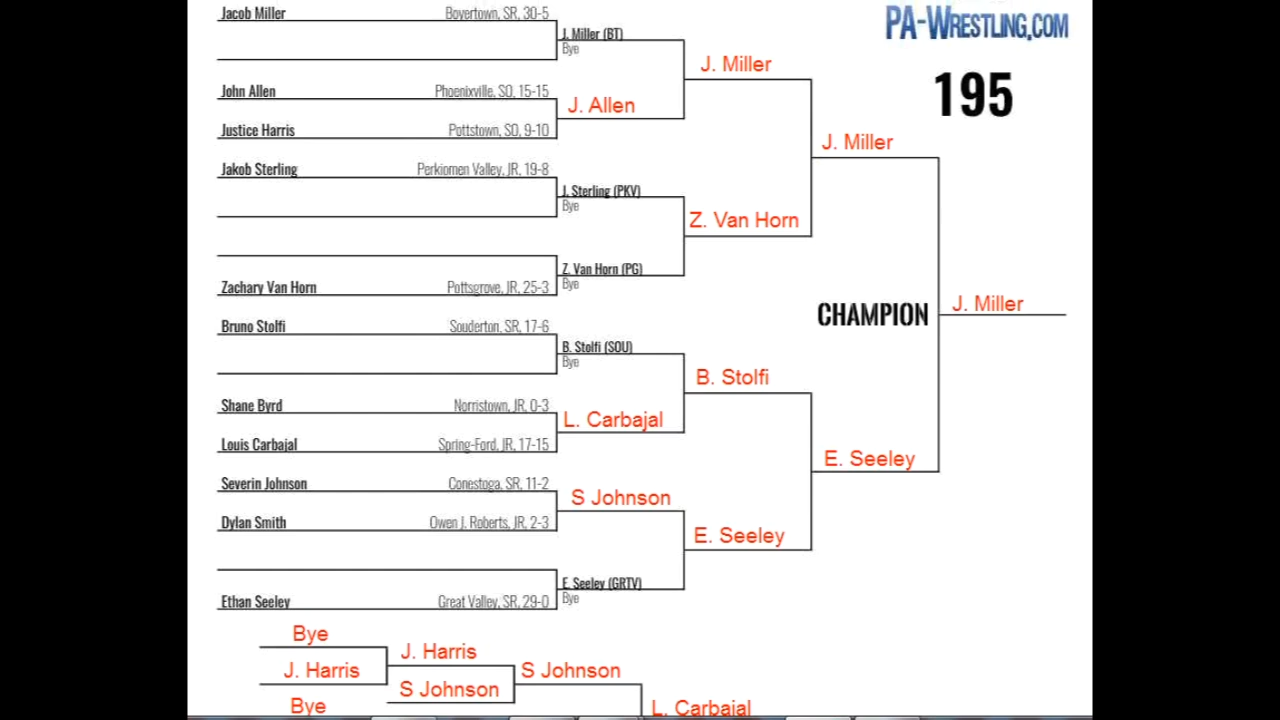 Jacob Miller Boyertown, SR, 30-5
PA-WRESTLING.COM
J. Miller (BT)
Bye
J. Miller
195
John Allen Phoenixville, SO, 15-15
J. Allen
Justice Harris Pottstown, SO, 9-10
J. Miller
Jakob Sterling Perkiomen Valley, JR, 19-8
J. Sterling (PKV)
Bye
Z. Van Horn
Z. Van Horn (PG)
Bye
Zachary Van Horn Pottsgrove, JR, 25-3
CHAMPION
J. Miller
Bruno Stolfi Souderton, SR, 17-6
B. Stolfi (SOU)
Bye
B. Stolfi
Shane Byrd Norristown, JR, 0-3
L. Carbajal
Louis Carbajal Spring-Ford, JR, 17-15
E. Seeley
Severin Johnson Conestoga, SR, 11-2
S Johnson
Dylan Smith Owen J. Roberts, JR, 2-3
E. Seeley
E. Seeley (GRTV)
Bye
Ethan Seeley Great Valley, SR, 29-0
Bye
J. Harris
J. Harris
S Johnson
S Johnson
Bye
L. Carbajal